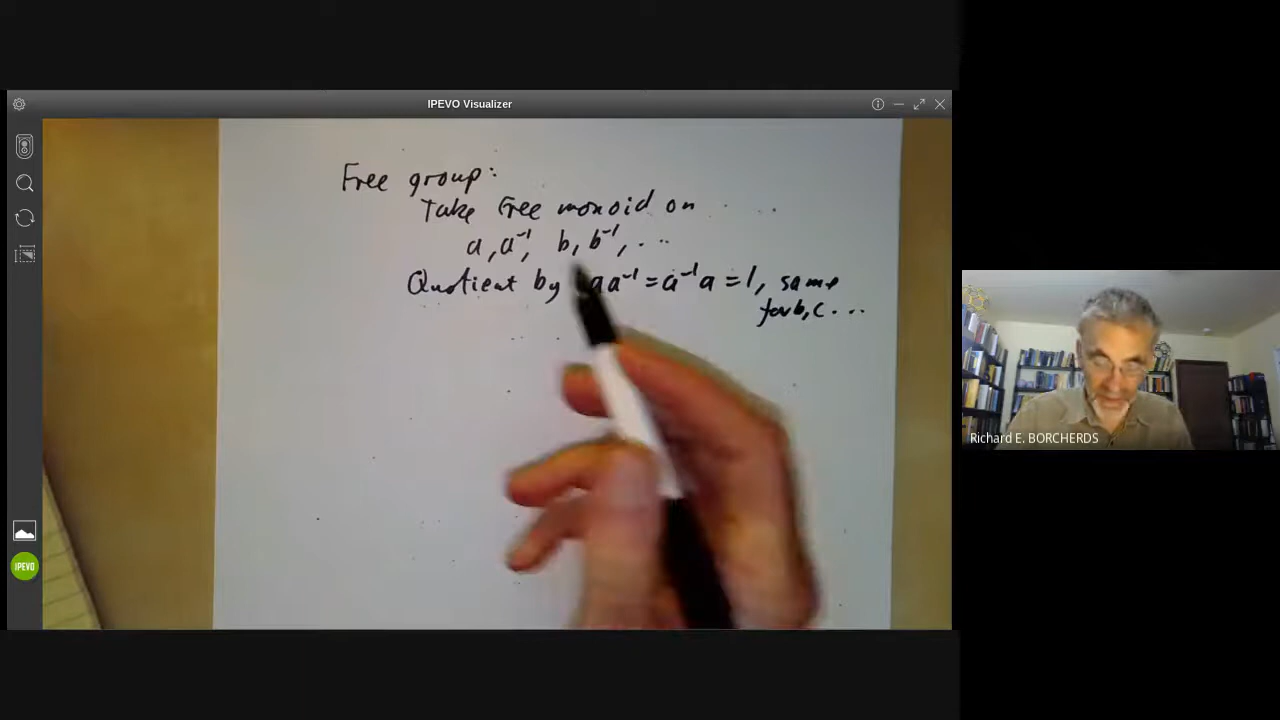 IPEVO Visualizer
Free group:
Take Free monoid on
a, a⁻¹, b, b⁻¹, ...
Quotient by aa⁻¹ = a⁻¹a = 1, same
for b, c ...
IPEVO
Richard E. BORCHERDS